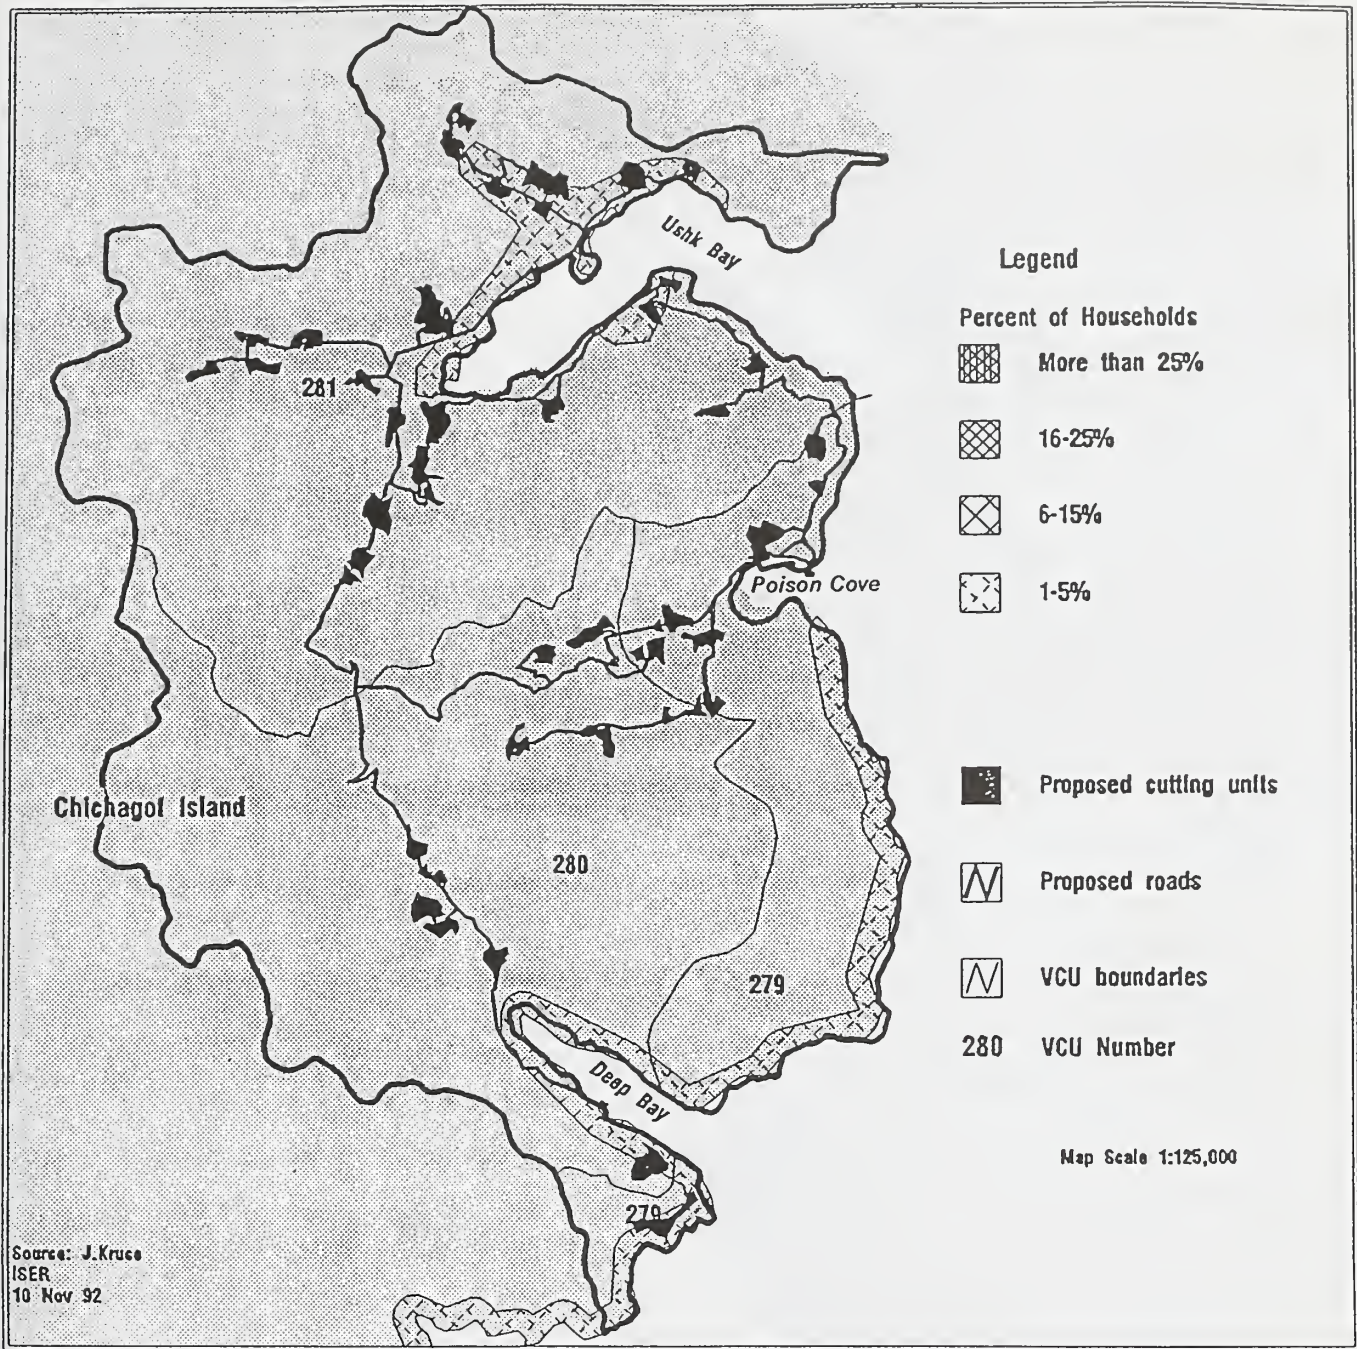 Ushk Bay
Legend
Percent of Households
More than 25%
16-25%
6-15%
1-5%
281
Poison Cove
Proposed cutting units
Chichagof Island
280
Proposed roads
279
VCU boundaries
280 VCU Number
Deep Bay
Map Scale 1:125,000
279
Source: J.Kruse
ISER
10 Nov 92